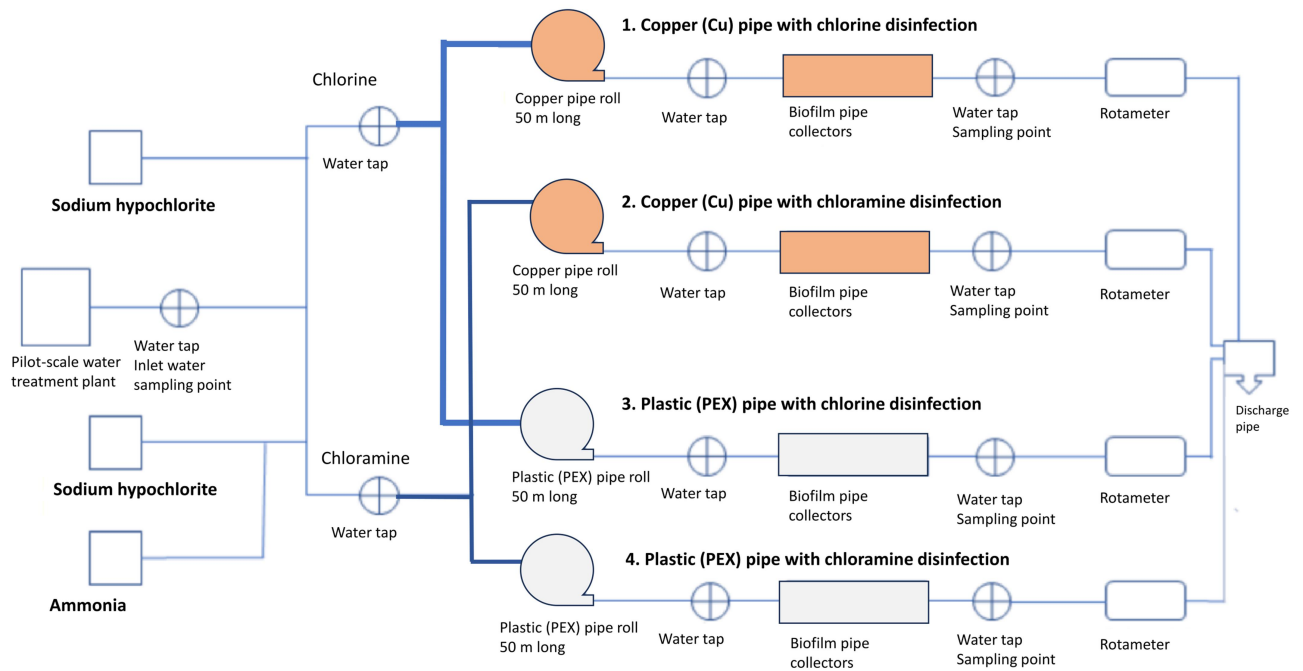 1. Copper (Cu) pipe with chlorine disinfection
Chlorine
Copper pipe roll
50 m long
Water tap
Biofilm pipe
collectors
Water tap
Sampling point
Rotameter
Water tap
Sodium hypochlorite
2. Copper (Cu) pipe with chloramine disinfection
Copper pipe roll
50 m long
Water tap
Biofilm pipe
collectors
Water tap
Sampling point
Rotameter
Pilot-scale water
treatment plant
Water tap
Inlet water
sampling point
3. Plastic (PEX) pipe with chlorine disinfection
Discharge
pipe
Chloramine
Plastic (PEX) pipe roll
50 m long
Water tap
Biofilm pipe
collectors
Water tap
Sampling point
Rotameter
Sodium hypochlorite
Water tap
4. Plastic (PEX) pipe with chloramine disinfection
Ammonia
Plastic (PEX) pipe roll
50 m long
Water tap
Biofilm pipe
collectors
Water tap
Sampling point
Rotameter